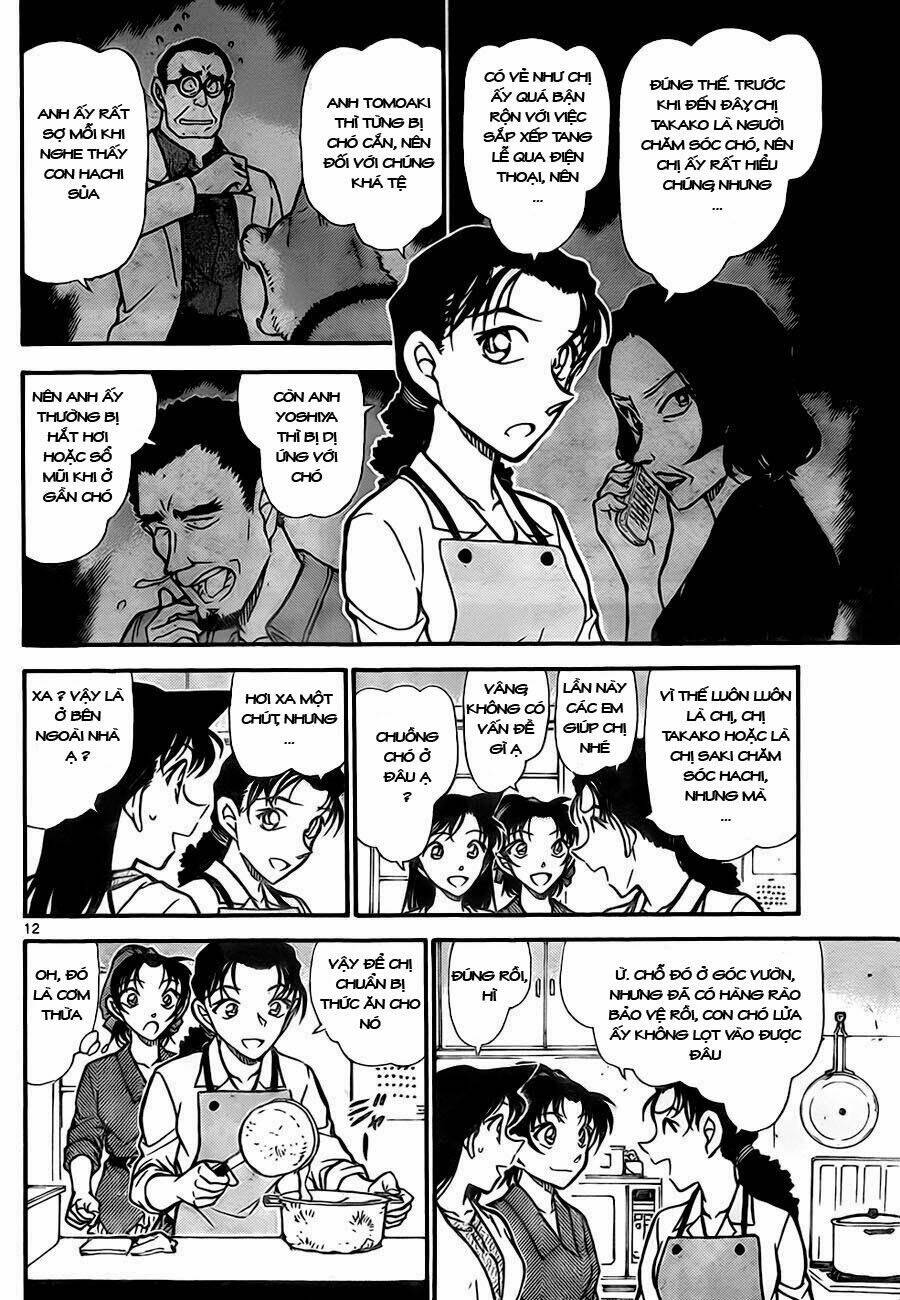 ĐÚNG THẾ. TRƯỚC
KHI ĐẾN ĐÂY, CHỊ
TAKAKO LÀ NGƯỜI
CHĂM SÓC CHÓ, NÊN
CHỊ ẤY RẤT HIỂU
CHÚNG, NHƯNG
...
CÓ VẺ NHƯ CHỊ
ẤY QUÁ BẬN
RỘN VỚI VIỆC
SẮP XẾP TANG
LỄ QUA ĐIỆN
THOẠI, NÊN
...
ANH TOMOAKI
THÌ TỪNG BỊ
CHÓ CẮN, NÊN
ĐỐI VỚI CHÚNG
KHÁ TỆ
ANH ẤY RẤT
SỢ MỖI KHI
NGHE THẤY
CON HACHI
SỦA
CÒN ANH
YOSHIYA
THÌ BỊ DỊ
ỨNG VỚI
CHÓ
NÊN ANH ẤY
THƯỜNG BỊ
HẮT HƠI
HOẶC SỔ
MŨI KHI Ở
GẦN CHÓ
VÌ THẾ LUÔN LUÔN
LÀ CHỊ, CHỊ
TAKAKO HOẶC LÀ
CHỊ SAKI CHĂM
SÓC HACHI,
NHƯNG MÀ
...
LẦN NÀY
CÁC EM
GIÚP CHỊ
NHÉ
VÂNG,
KHÔNG CÓ
VẤN ĐỀ
GÌ Ạ
CHUỒNG
CHÓ Ở
ĐÂU Ạ
?
HƠI XA MỘT
CHÚT, NHƯNG
...
XA ? VẬY LÀ
Ở BÊN
NGOÀI NHÀ
Ạ ?
12
Ừ. CHỖ ĐÓ Ở GÓC VƯỜN,
NHƯNG ĐÃ CÓ HÀNG RÀO
BẢO VỆ RỒI, CON CHÓ LỬA
ẤY KHÔNG LỌT VÀO ĐƯỢC
ĐÂU
ĐÚNG RỒI,
HÌ
VẬY ĐỂ CHỊ
CHUẨN BỊ
THỨC ĂN CHO
NÓ
OH, ĐÓ
LÀ CƠM
THỪA